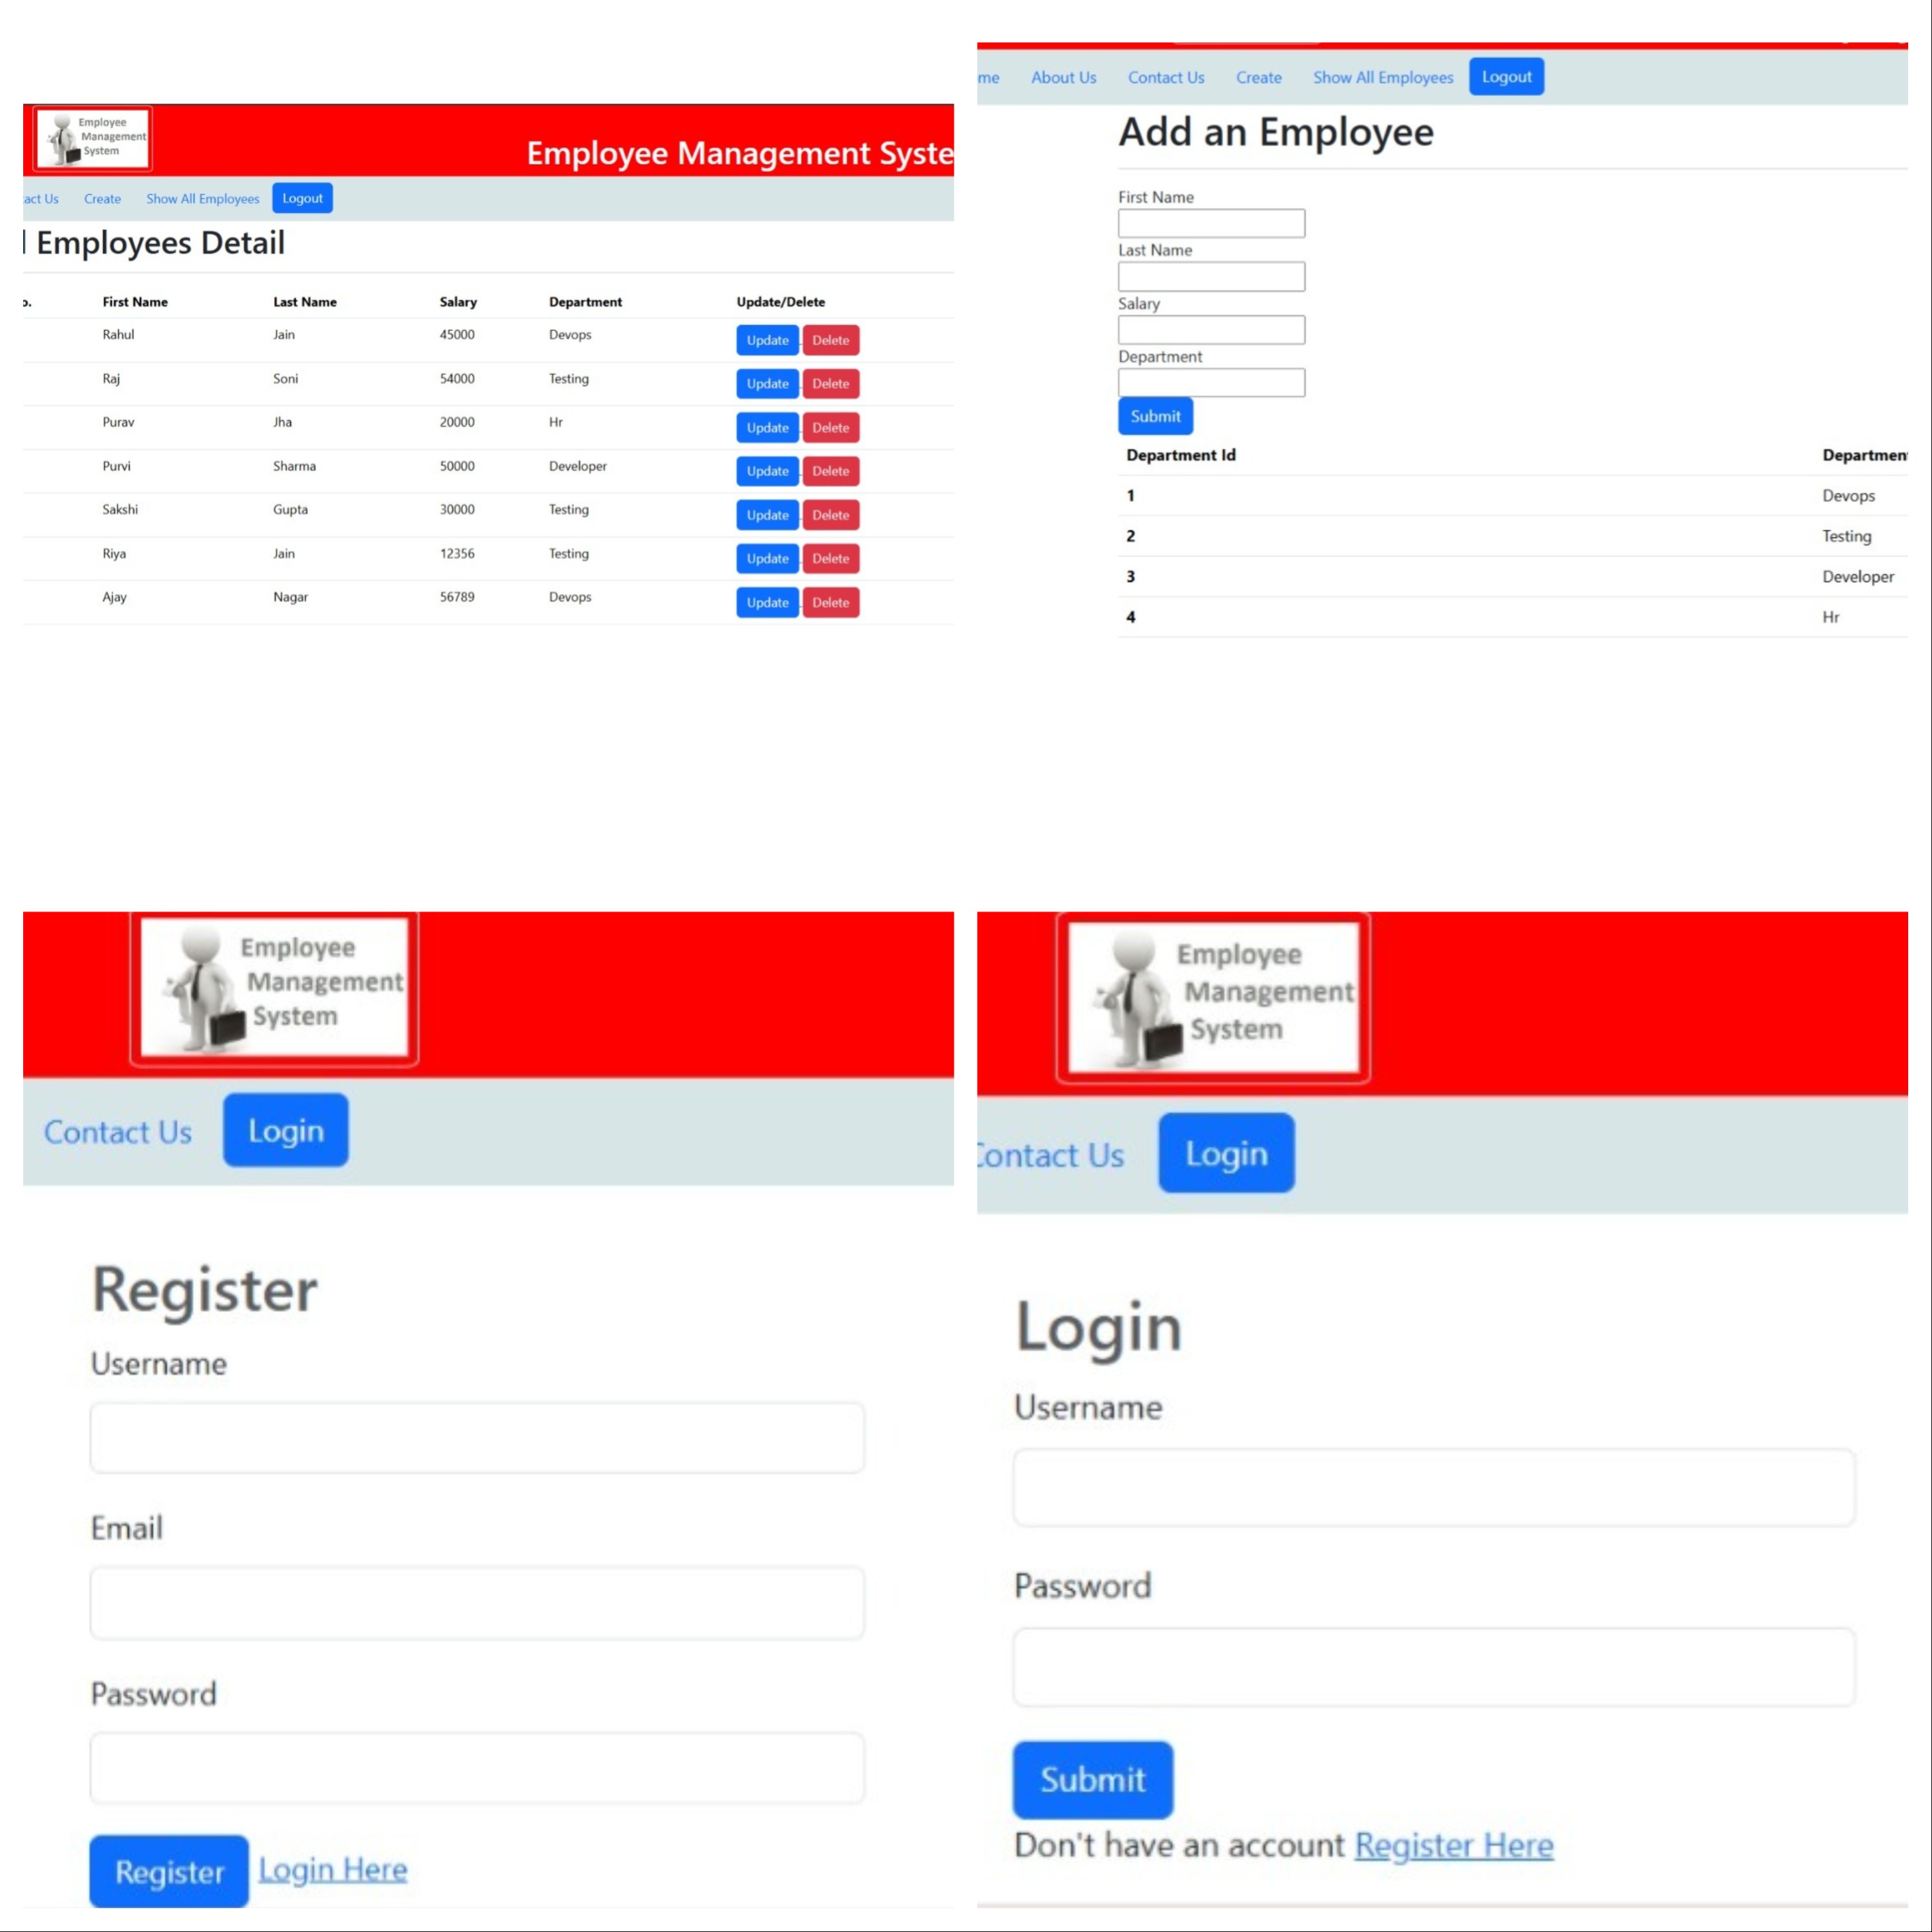 Employee
Management
System
Employee Management Syste
act Us Create Show All Employees Logout
l Employees Detail
o. First Name Last Name Salary Department Update/Delete
Rahul Jain 45000 Devops Update Delete
Raj Soni 54000 Testing Update Delete
Purav Jha 20000 Hr Update Delete
Purvi Sharma 50000 Developer Update Delete
Sakshi Gupta 30000 Testing Update Delete
Riya Jain 12356 Testing Update Delete
Ajay Nagar 56789 Devops Update Delete
me About Us Contact Us Create Show All Employees Logout
Add an Employee
First Name
Last Name
Salary
Department
Submit
Department Id Department
1 Devops
2 Testing
3 Developer
4 Hr
Employee
Management
System
Contact Us Login
Register
Username
Email
Password
Register Login Here
Employee
Management
System
Contact Us Login
Login
Username
Password
Submit
Don't have an account Register Here